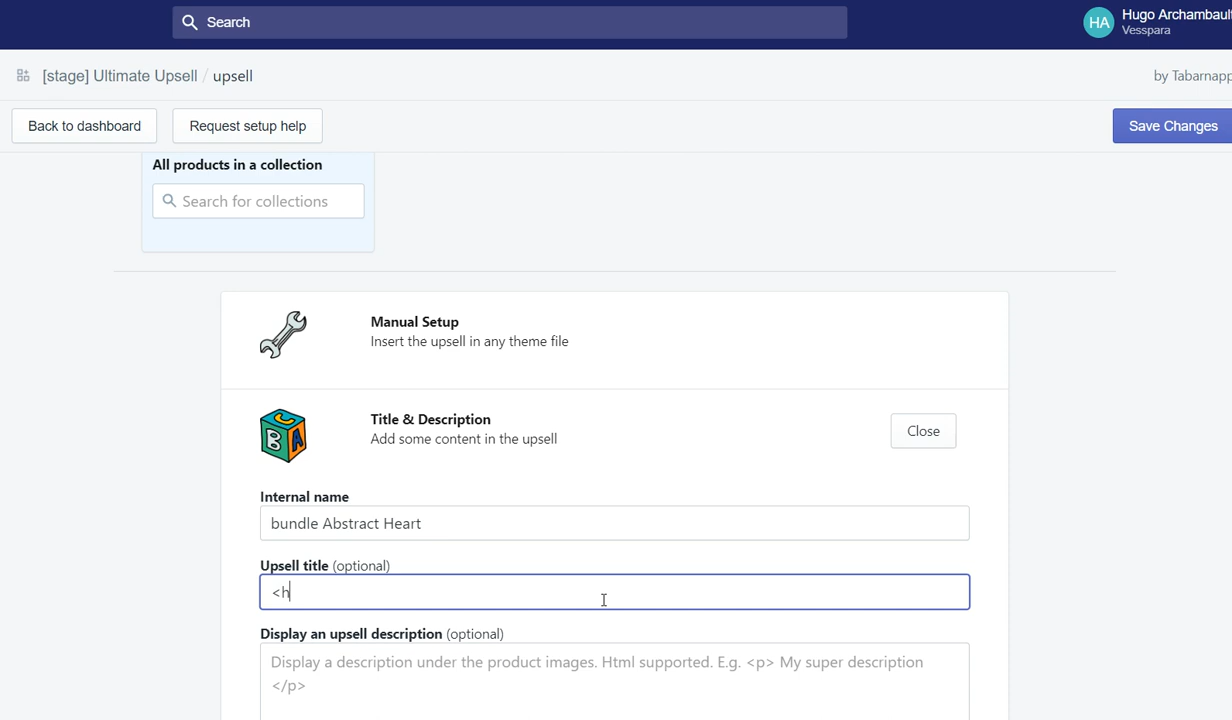 Search
HA
Hugo Archambaul
Vesspara
[stage] Ultimate Upsell / upsell
by Tabarnapp
Back to dashboard
Request setup help
Save Changes
All products in a collection
Search for collections
Manual Setup
Insert the upsell in any theme file
C
B
A
Title & Description
Add some content in the upsell
Close
Internal name
bundle Abstract Heart
Upsell title (optional)
<h
Display an upsell description (optional)
Display a description under the product images. Html supported. E.g. <p> My super description
</p>